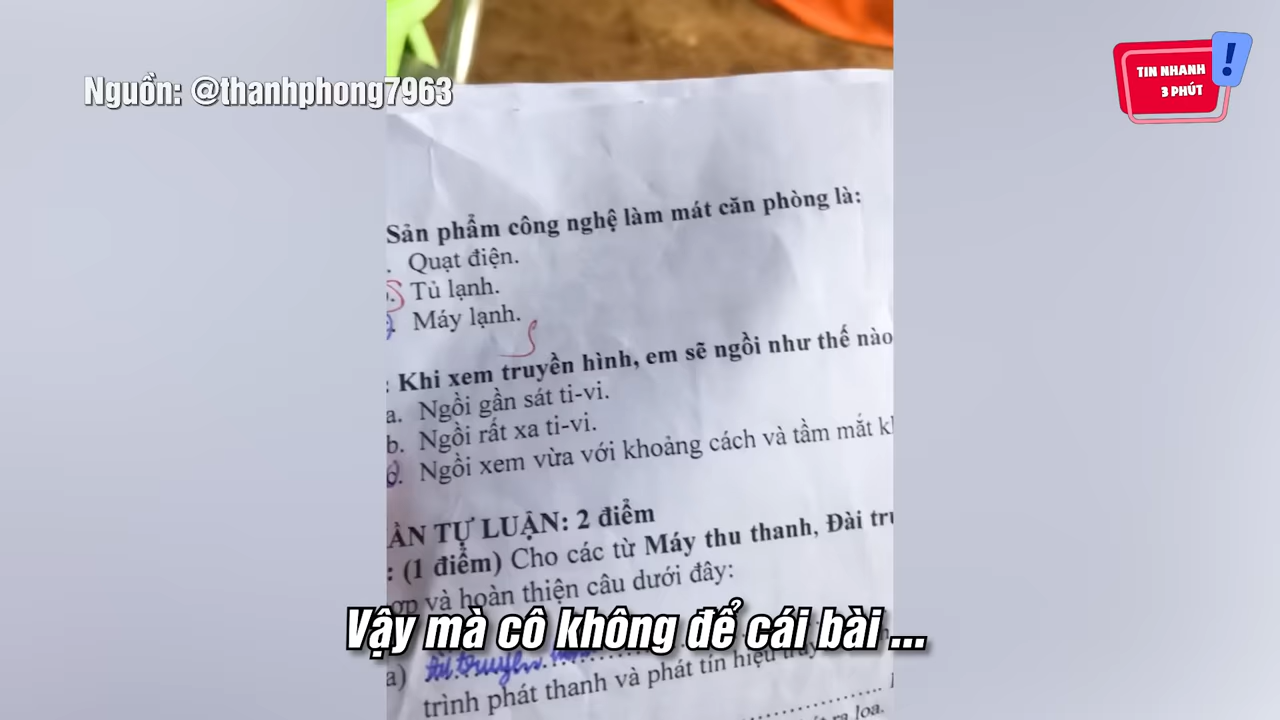 Nguồn: @thanhphong7963
TIN NHANH
3 PHÚT
!
Sản phẩm công nghệ làm mát căn phòng là:
. Quạt điện.
Tủ lạnh.
Máy lạnh.
: Khi xem truyền hình, em sẽ ngồi như thế nào
a. Ngồi gần sát ti-vi.
b. Ngồi rất xa ti-vi.
c. Ngồi xem vừa với khoảng cách và tầm mắt
ẦN TỰ LUẬN: 2 điểm
: (1 điểm) Cho các từ Máy thu thanh, Đài
ợp và hoàn thiện câu dưới đây:
Vậy mà cô không để cái bài ...
a)
trình phát thanh và phát tín hiệu
ra loa.